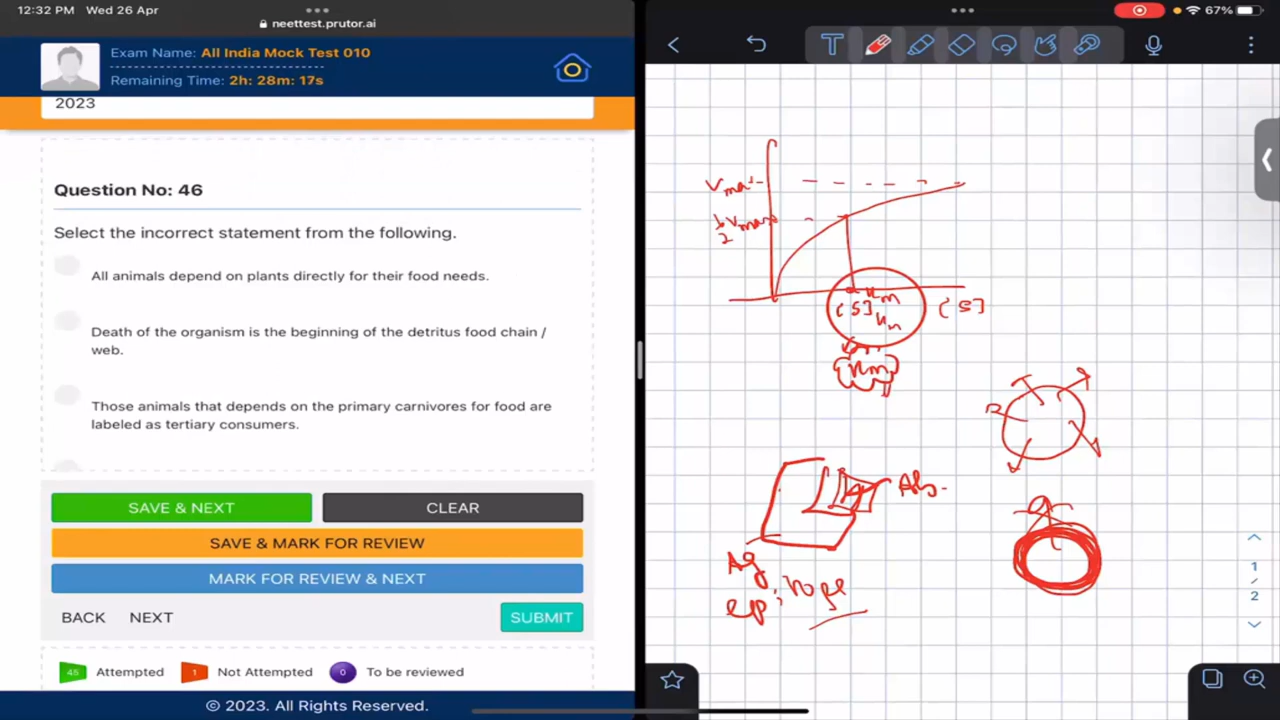 12:32 PM Wed 26 Apr
neettest.prutor.ai
Exam Name: All India Mock Test 010
Remaining Time: 2h: 28m: 17s
2023
Question No: 46
Select the incorrect statement from the following.
All animals depend on plants directly for their food needs.
Death of the organism is the beginning of the detritus food chain /
web.
Those animals that depends on the primary carnivores for food are
labeled as tertiary consumers.
SAVE & NEXT
CLEAR
SAVE & MARK FOR REVIEW
MARK FOR REVIEW & NEXT
BACK
NEXT
SUBMIT
45 Attempted
1 Not Attempted
0 To be reviewed
© 2023. All Rights Reserved.
67%
T
Vmax
1/2 Vmax
Km
[S]
Km
[S]
Km
Ab.
Ag
epitope
1
/
2